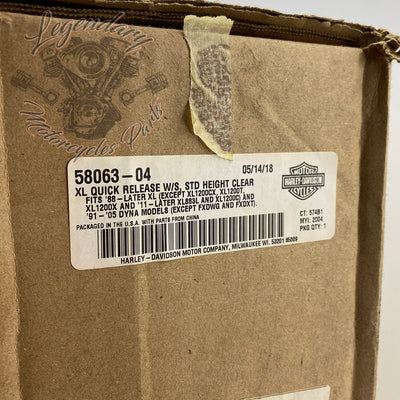 Legendary
Motorcycles Parts
58063-04
05/14/18
XL QUICK RELEASE W/S, STD HEIGHT CLEAR
FITS '88-LATER XL (EXCEPT XL1200CX, XL1200T,
XL1200X AND '11-LATER XL883L AND XL1200C) AND
'91-'05 DYNA MODELS (EXCEPT FXDWG AND FXDXT).
PACKAGED IN THE U.S.A. WITH PARTS FROM CHINA
HARLEY-DAVIDSON MOTOR COMPANY, MILWAUKEE WI. 53201 85009
HARLEY-DAVIDSON
CT: 57481
MYI: 2004
PKG QTY: 1